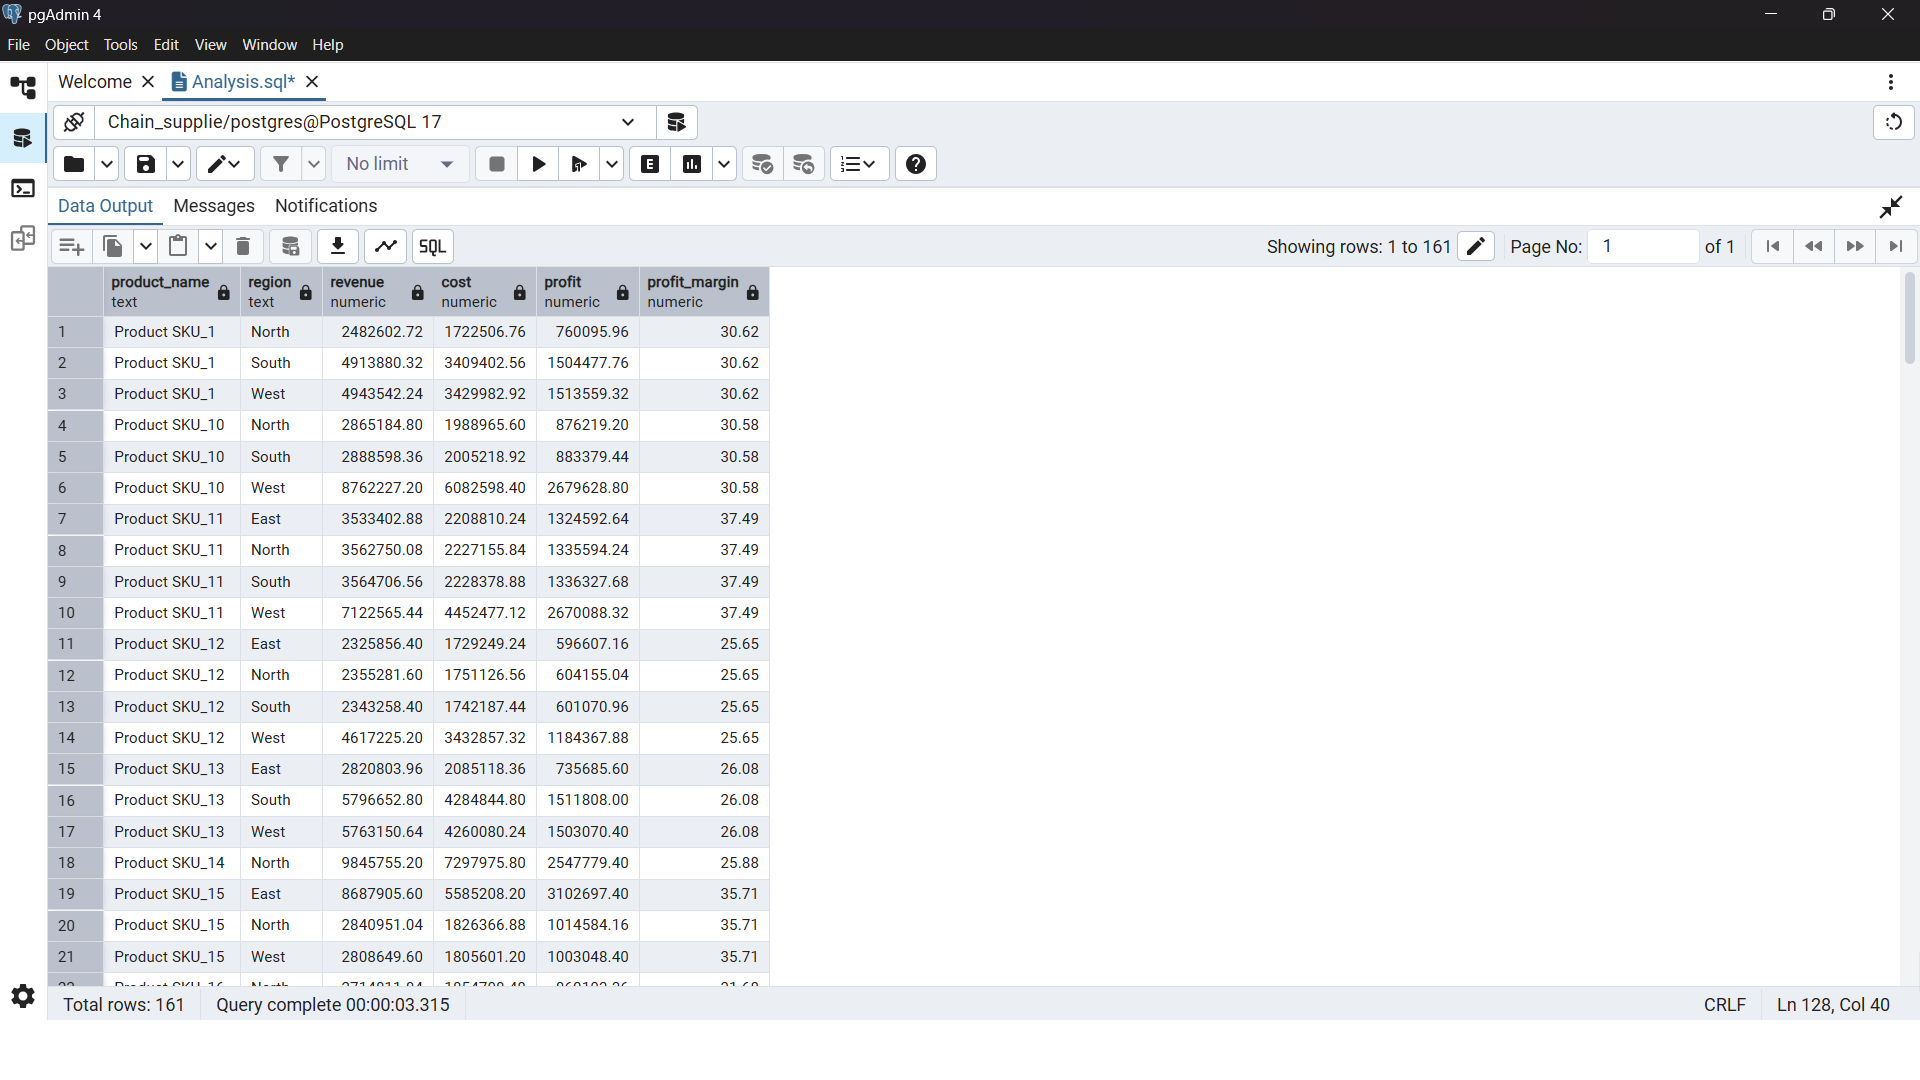 pgAdmin 4
File Object Tools Edit View Window Help
Welcome Analysis.sql*
Chain_supplie/postgres@PostgreSQL 17
No limit E
Data Output Messages Notifications
SQL Showing rows: 1 to 161 Page No: 1 of 1
product_name region revenue cost profit profit_margin
text text numeric numeric numeric numeric
1 Product SKU_1 North 2482602.72 1722506.76 760095.96 30.62
2 Product SKU_1 South 4913880.32 3409402.56 1504477.76 30.62
3 Product SKU_1 West 4943542.24 3429982.92 1513559.32 30.62
4 Product SKU_10 North 2865184.80 1988965.60 876219.20 30.58
5 Product SKU_10 South 2888598.36 2005218.92 883379.44 30.58
6 Product SKU_10 West 8762227.20 6082598.40 2679628.80 30.58
7 Product SKU_11 East 3533402.88 2208810.24 1324592.64 37.49
8 Product SKU_11 North 3562750.08 2227155.84 1335594.24 37.49
9 Product SKU_11 South 3564706.56 2228378.88 1336327.68 37.49
10 Product SKU_11 West 7122565.44 4452477.12 2670088.32 37.49
11 Product SKU_12 East 2325856.40 1729249.24 596607.16 25.65
12 Product SKU_12 North 2355281.60 1751126.56 604155.04 25.65
13 Product SKU_12 South 2343258.40 1742187.44 601070.96 25.65
14 Product SKU_12 West 4617225.20 3432857.32 1184367.88 25.65
15 Product SKU_13 East 2820803.96 2085118.36 735685.60 26.08
16 Product SKU_13 South 5796652.80 4284844.80 1511808.00 26.08
17 Product SKU_13 West 5763150.64 4260080.24 1503070.40 26.08
18 Product SKU_14 North 9845755.20 7297975.80 2547779.40 25.88
19 Product SKU_15 East 8687905.60 5585208.20 3102697.40 35.71
20 Product SKU_15 North 2840951.04 1826366.88 1014584.16 35.71
21 Product SKU_15 West 2808649.60 1805601.20 1003048.40 35.71
Total rows: 161 Query complete 00:00:03.315 CRLF Ln 128, Col 40